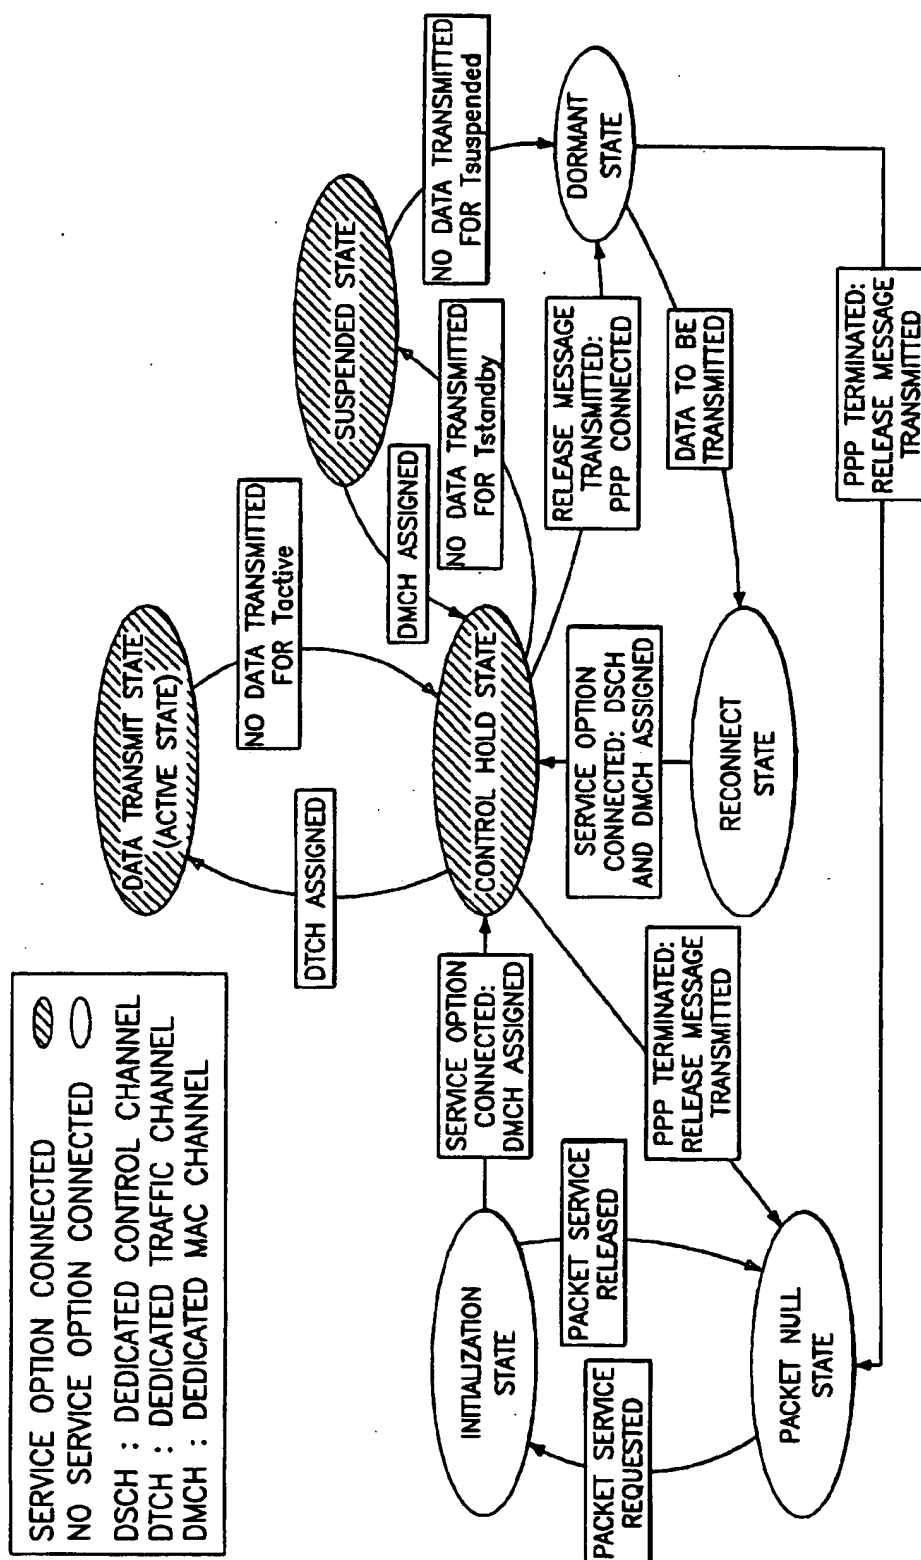 SERVICE OPTION CONNECTED
NO SERVICE OPTION CONNECTED
DSCH : DEDICATED CONTROL CHANNEL
DTCH : DEDICATED TRAFFIC CHANNEL
DMCH : DEDICATED MAC CHANNEL
DATA TRANSMIT STATE
(ACTIVE STATE)
DTCH ASSIGNED
NO DATA TRANSMITTED
FOR Tactive
SUSPENDED STATE
DMCH ASSIGNED
NO DATA TRANSMITTED
FOR Tstandby
NO DATA TRANSMITTED
FOR Tsuspended
INITIALIZATION
STATE
SERVICE OPTION
CONNECTED:
DMCH ASSIGNED
CONTROL HOLD STATE
RELEASE MESSAGE
TRANSMITTED:
PPP CONNECTED
DORMANT
STATE
PACKET SERVICE
REQUESTED
PACKET SERVICE
RELEASED
PPP TERMINATED:
RELEASE MESSAGE
TRANSMITTED
SERVICE OPTION
CONNECTED: DSCH
AND DMCH ASSIGNED
DATA TO BE
TRANSMITTED
PACKET NULL
STATE
RECONNECT
STATE
PPP TERMINATED:
RELEASE MESSAGE
TRANSMITTED